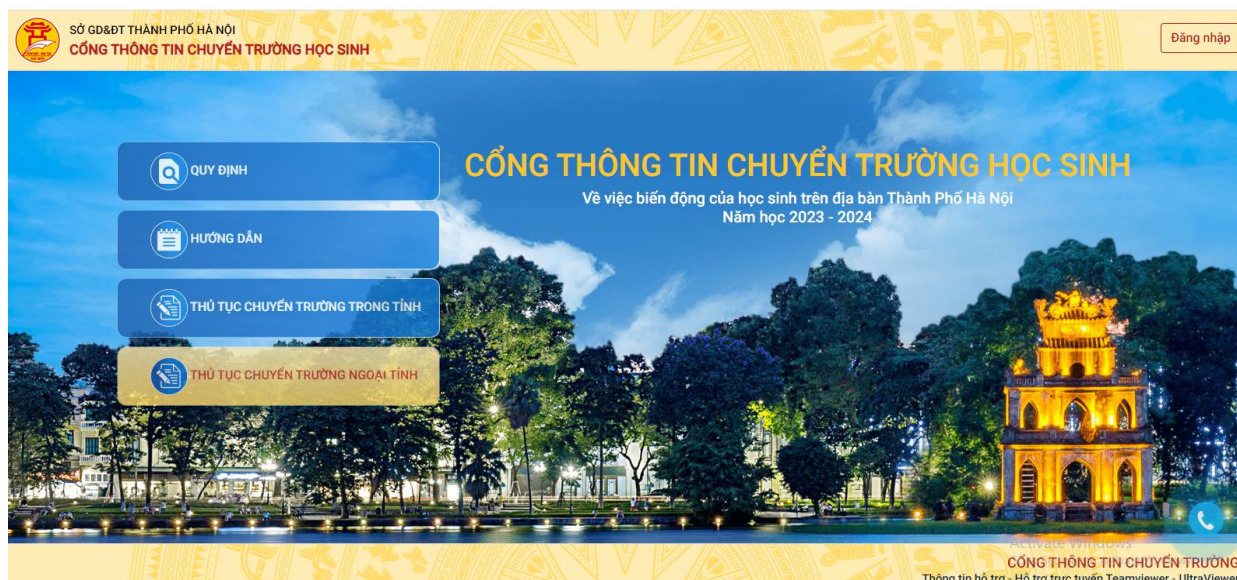 SỞ GD&ĐT THÀNH PHỐ HÀ NỘI
CỔNG THÔNG TIN CHUYỂN TRƯỜNG HỌC SINH
Đăng nhập
QUY ĐỊNH
HƯỚNG DẪN
THỦ TỤC CHUYỂN TRƯỜNG TRONG TỈNH
THỦ TỤC CHUYỂN TRƯỜNG NGOẠI TỈNH
CỔNG THÔNG TIN CHUYỂN TRƯỜNG HỌC SINH
Về việc biến động của học sinh trên địa bàn Thành Phố Hà Nội
Năm học 2023 - 2024
Activate Windows
CỔNG THÔNG TIN CHUYỂN TRƯỜNG
Thông tin hỗ trợ - Hỗ trợ trực tuyến Teamviewer - UltraViewer